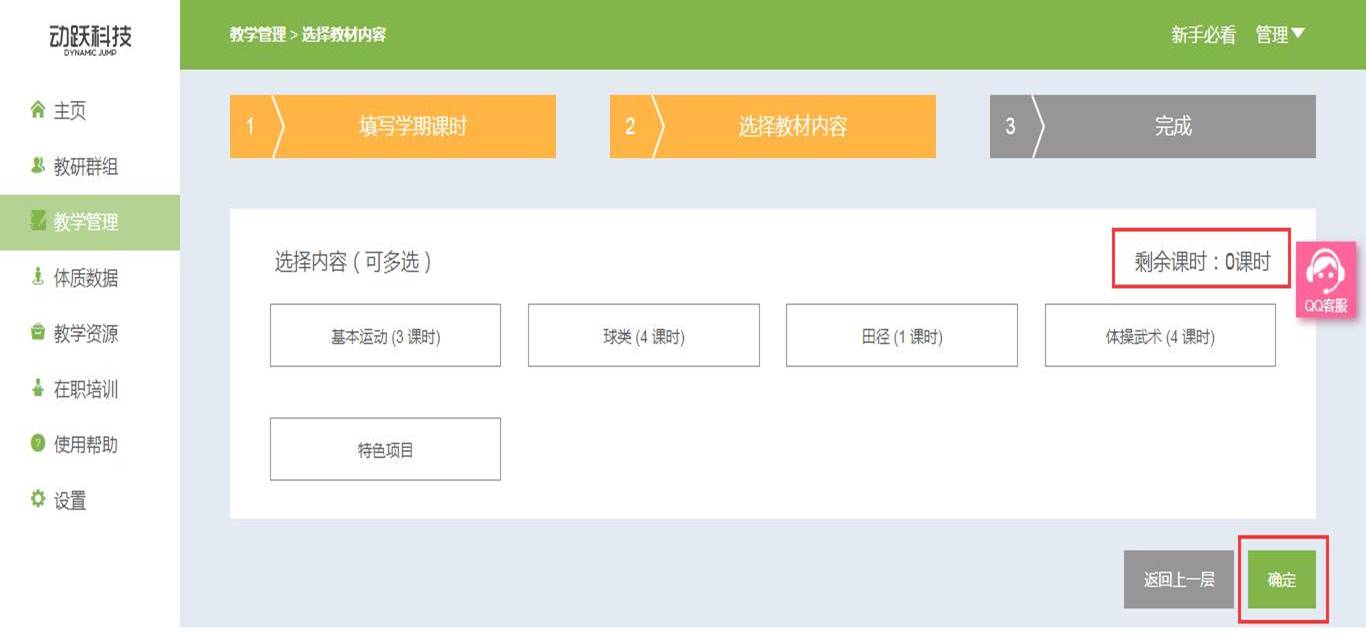 动跃科技
DYNAMIC JUMP
主页
教研群组
教学管理
体质数据
教学资源
在职培训
使用帮助
设置
教学管理 > 选择教材内容
新手必看 管理▼
1 填写学期课时
2 选择教材内容
3 完成
选择内容 ( 可多选 )
剩余课时：0课时
基本运动 (3 课时)
球类 (4 课时)
田径 (1 课时)
体操武术 (4 课时)
特色项目
QQ客服
返回上一层
确定